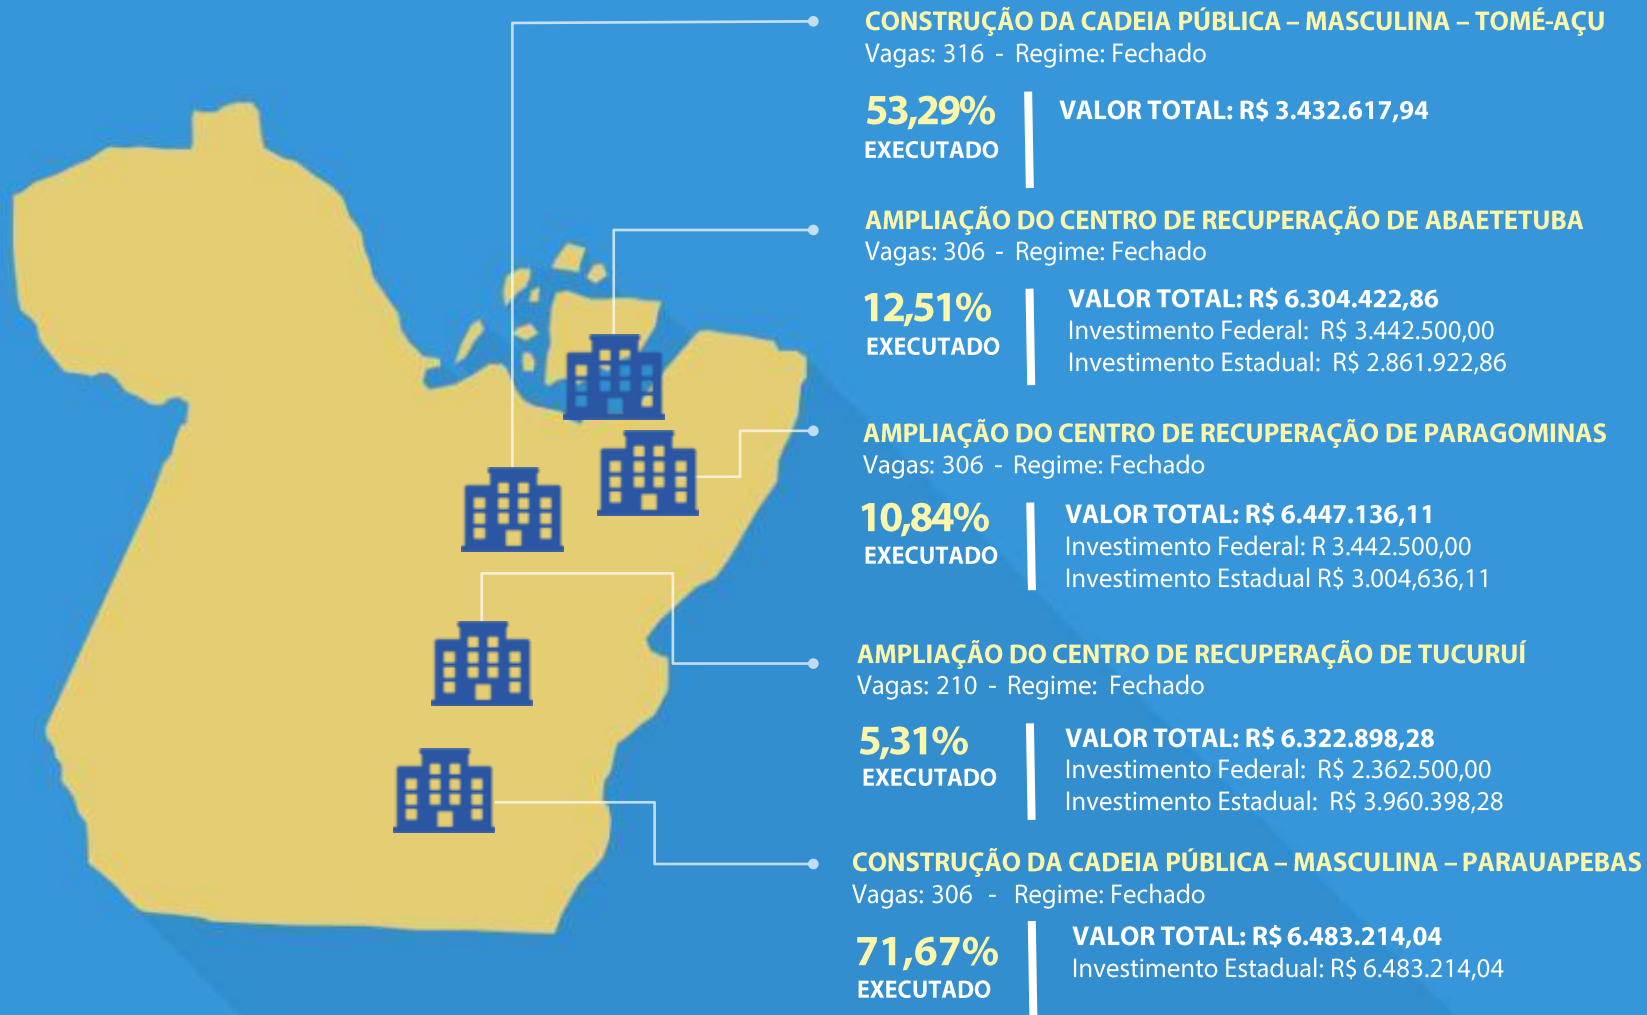 CONSTRUÇÃO DA CADEIA PÚBLICA – MASCULINA – TOMÉ-AÇU
Vagas: 316 - Regime: Fechado
53,29%
EXECUTADO
VALOR TOTAL: R$ 3.432.617,94
AMPLIAÇÃO DO CENTRO DE RECUPERAÇÃO DE ABAETETUBA
Vagas: 306 - Regime: Fechado
12,51%
EXECUTADO
VALOR TOTAL: R$ 6.304.422,86
Investimento Federal: R$ 3.442.500,00
Investimento Estadual: R$ 2.861.922,86
AMPLIAÇÃO DO CENTRO DE RECUPERAÇÃO DE PARAGOMINAS
Vagas: 306 - Regime: Fechado
10,84%
EXECUTADO
VALOR TOTAL: R$ 6.447.136,11
Investimento Federal: R 3.442.500,00
Investimento Estadual R$ 3.004,636,11
AMPLIAÇÃO DO CENTRO DE RECUPERAÇÃO DE TUCURUÍ
Vagas: 210 - Regime: Fechado
5,31%
EXECUTADO
VALOR TOTAL: R$ 6.322.898,28
Investimento Federal: R$ 2.362.500,00
Investimento Estadual: R$ 3.960.398,28
CONSTRUÇÃO DA CADEIA PÚBLICA – MASCULINA – PARAUAPEBAS
Vagas: 306 - Regime: Fechado
71,67%
EXECUTADO
VALOR TOTAL: R$ 6.483.214,04
Investimento Estadual: R$ 6.483.214,04